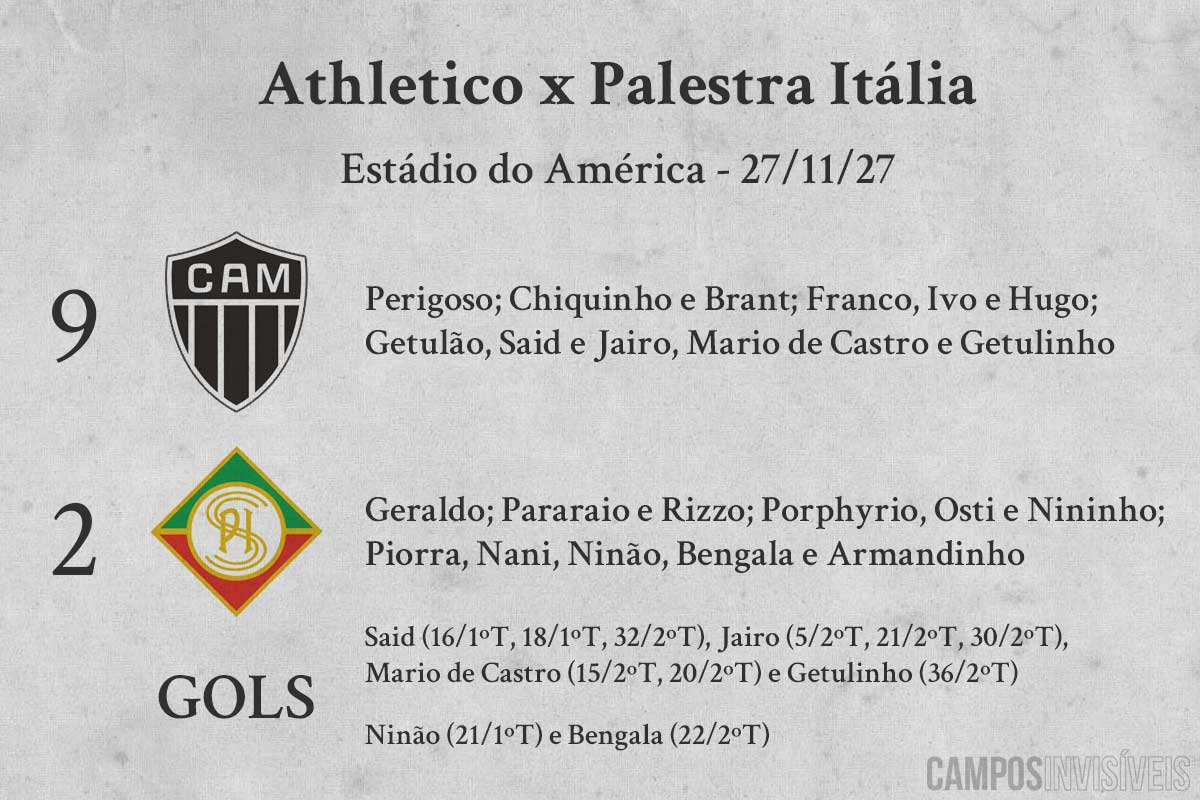 Athletico x Palestra Itália
Estádio do América - 27/11/27
9
CAM
Perigoso; Chiquinho e Brant; Franco, Ivo e Hugo;
Getulão, Said e Jairo, Mario de Castro e Getulinho
2
Geraldo; Pararaio e Rizzo; Porphyrio, Osti e Nininho;
Piorra, Nani, Ninão, Bengala e Armandinho
GOLS
Said (16/1ºT, 18/1ºT, 32/2ºT), Jairo (5/2ºT, 21/2ºT, 30/2ºT),
Mario de Castro (15/2ºT, 20/2ºT) e Getulinho (36/2ºT)
Ninão (21/1ºT) e Bengala (22/2ºT)
CAMPOSINVISÍVEIS